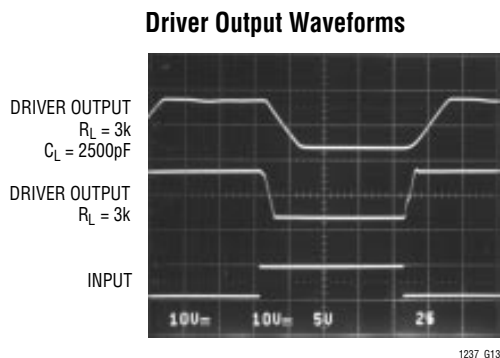 Driver Output Waveforms
DRIVER OUTPUT
RL = 3k
CL = 2500pF
DRIVER OUTPUT
RL = 3k
INPUT
10V= 10V= 5V
1237 G13